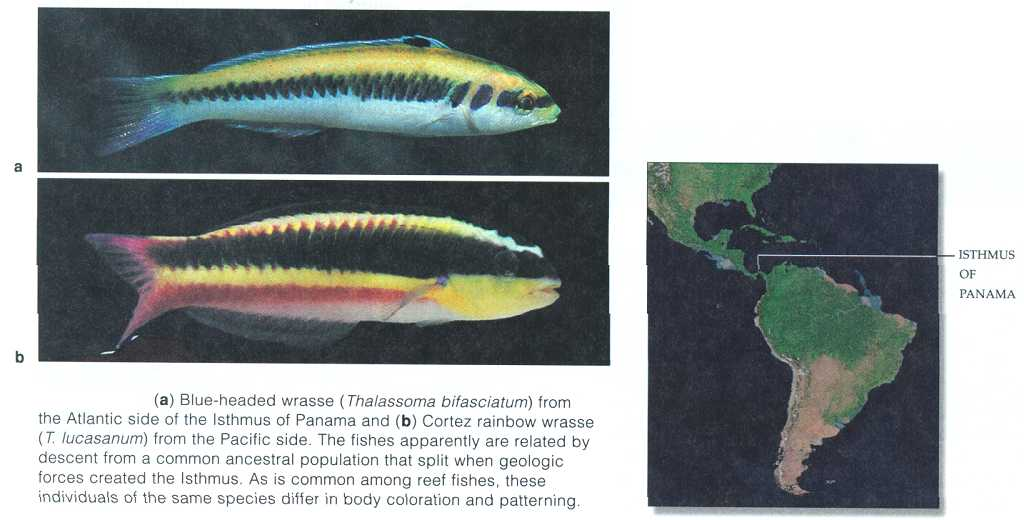 a
b
(a) Blue-headed wrasse (Thalassoma bifasciatum) from
the Atlantic side of the Isthmus of Panama and (b) Cortez rainbow wrasse
(T. lucasanum) from the Pacific side. The fishes apparently are related by
descent from a common ancestral population that split when geologic
forces created the Isthmus. As is common among reef fishes, these
individuals of the same species differ in body coloration and patterning.
ISTHMUS
OF
PANAMA